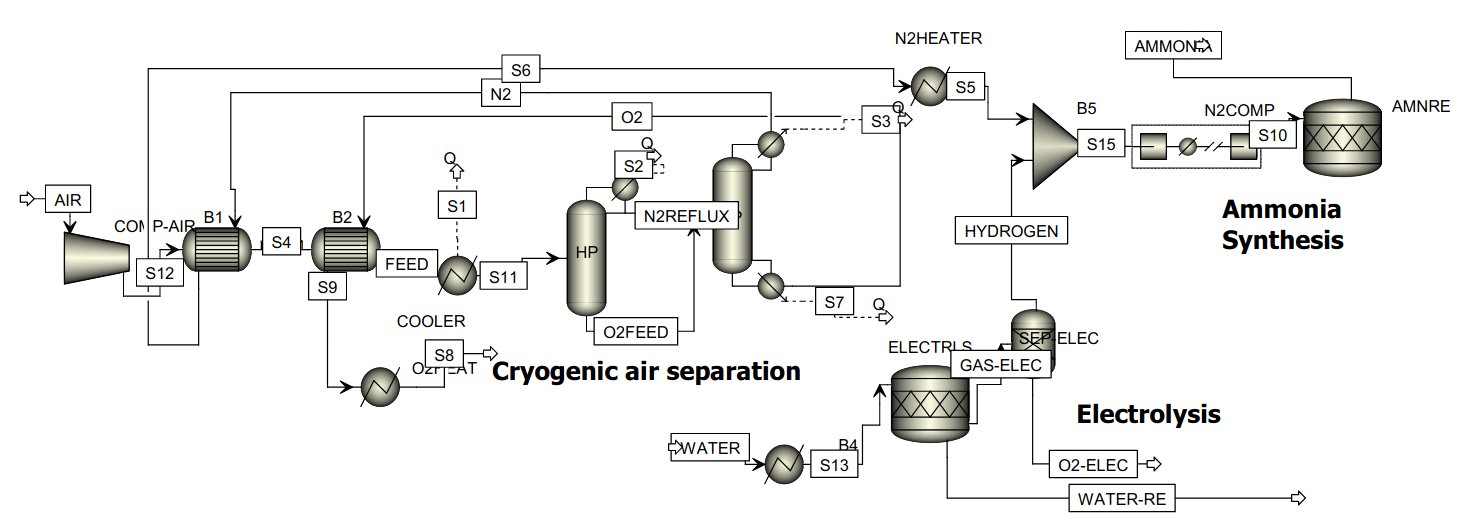 N2HEATER
AMMONIA
S6
S5
N2
B5
N2COMP
AMNRE
O2
S3
Q
S15
S10
Q
S2
Q
AIR
S1
COMP-AIR
B1
B2
S4
N2REFLUX
HYDROGEN
Ammonia
Synthesis
HP
FEED
S12
S11
S9
S7
Q
COOLER
O2FEED
SEP-ELEC
S8
ELECTRLS
GAS-ELEC
Cryogenic air separation
Electrolysis
WATER
B4
S13
O2-ELEC
WATER-RE